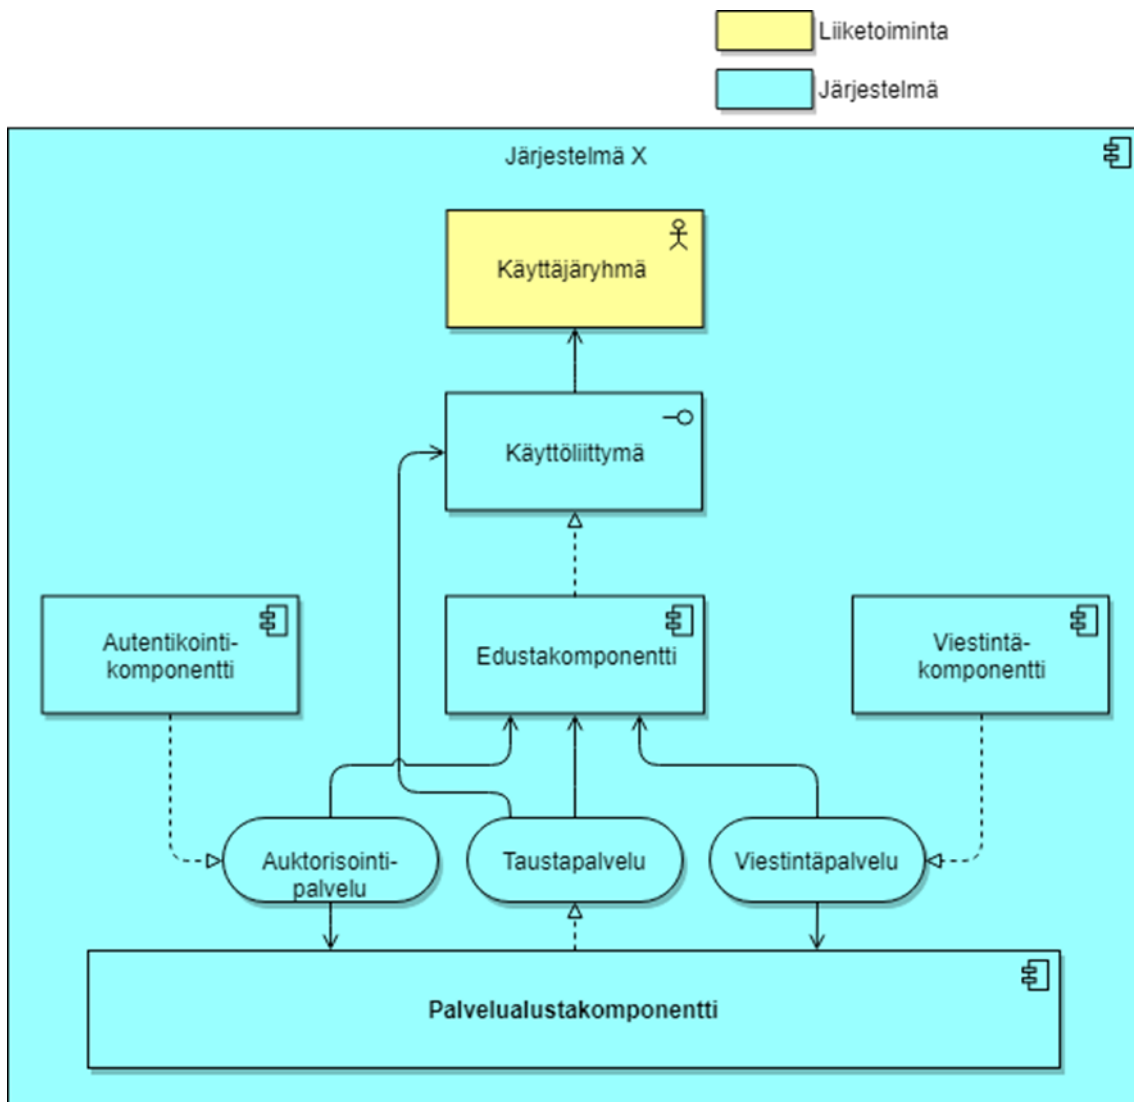 Liiketoiminta
Järjestelmä
Järjestelmä X
Käyttäjäryhmä
Käyttöliittymä
Autentikointi-
komponentti
Edustakomponentti
Viestintä-
komponentti
Auktorisointi-
palvelu
Taustapalvelu
Viestintäpalvelu
Palvelualustakomponentti